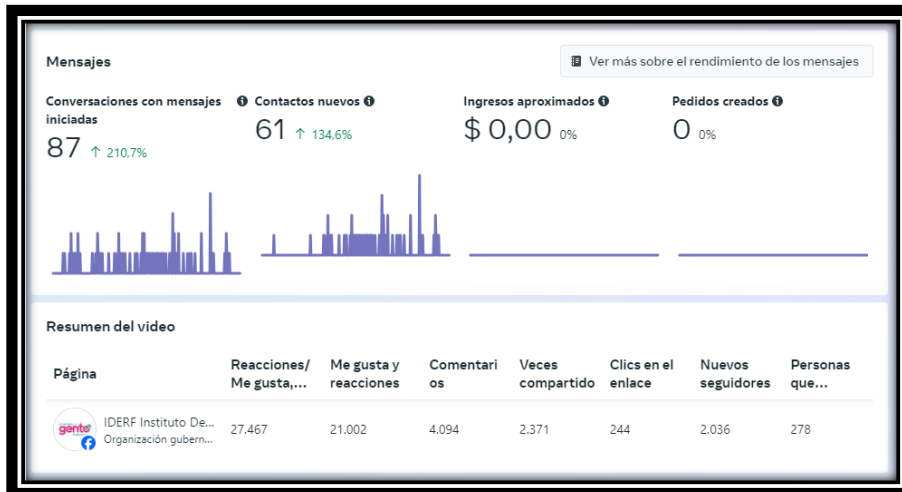 Mensajes
Ver más sobre el rendimiento de los mensajes
Conversaciones con mensajes
iniciadas
87 ↑ 210,7%
Contactos nuevos
61 ↑ 134,6%
Ingresos aproximados
$ 0,00 0%
Pedidos creados
0 0%
Resumen del video
Página
Reacciones/
Me gusta,...
Me gusta y
reacciones
Comentari
os
Veces
compartido
Clics en el
enlace
Nuevos
seguidores
Personas
que...
gente
IDERF Instituto De...
Organización gubern...
27.467
21.002
4.094
2.371
244
2.036
278